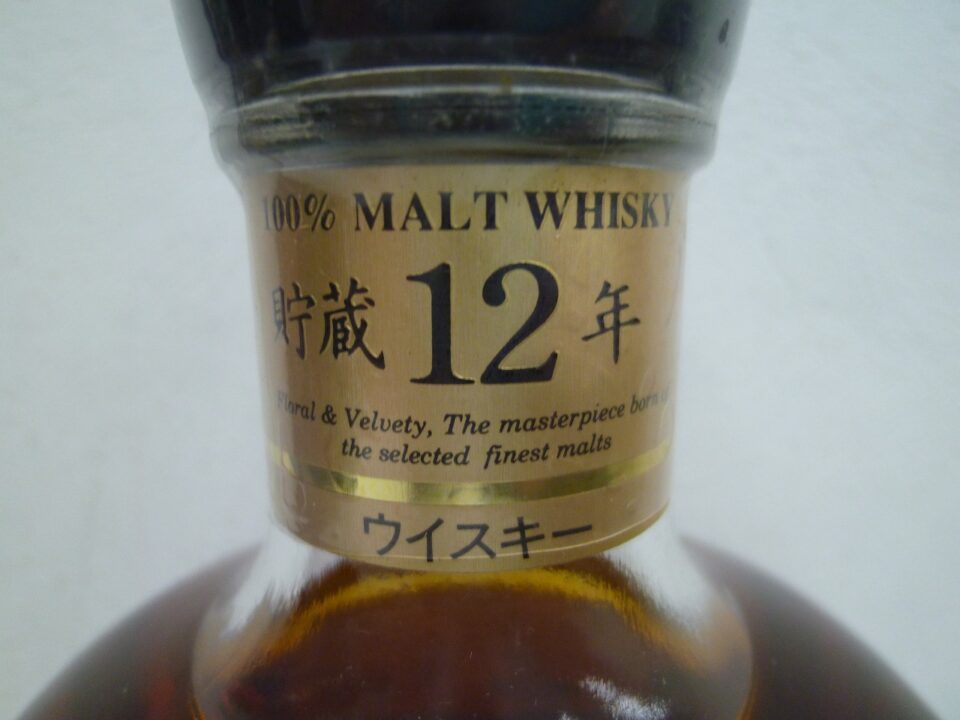 100% MALT WHISKY
貯蔵 12 年
Floral & Velvety, The masterpiece born of
the selected finest malts
ウイスキー